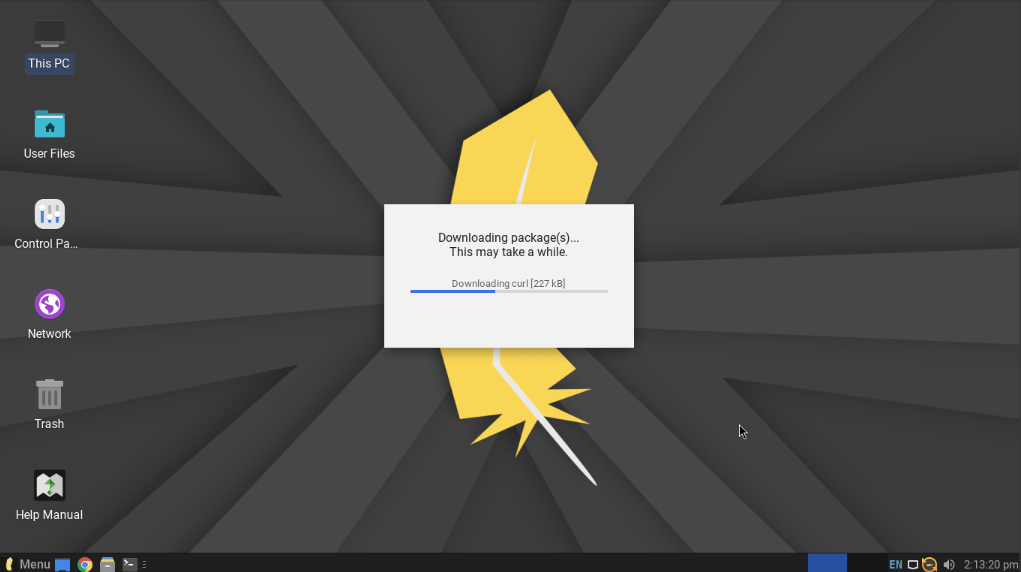 This PC
User Files
Control Pa...
Network
Trash
Help Manual
Downloading package(s)...
This may take a while.
Downloading curl [227 kB]
Menu
EN
2:13:20 pm